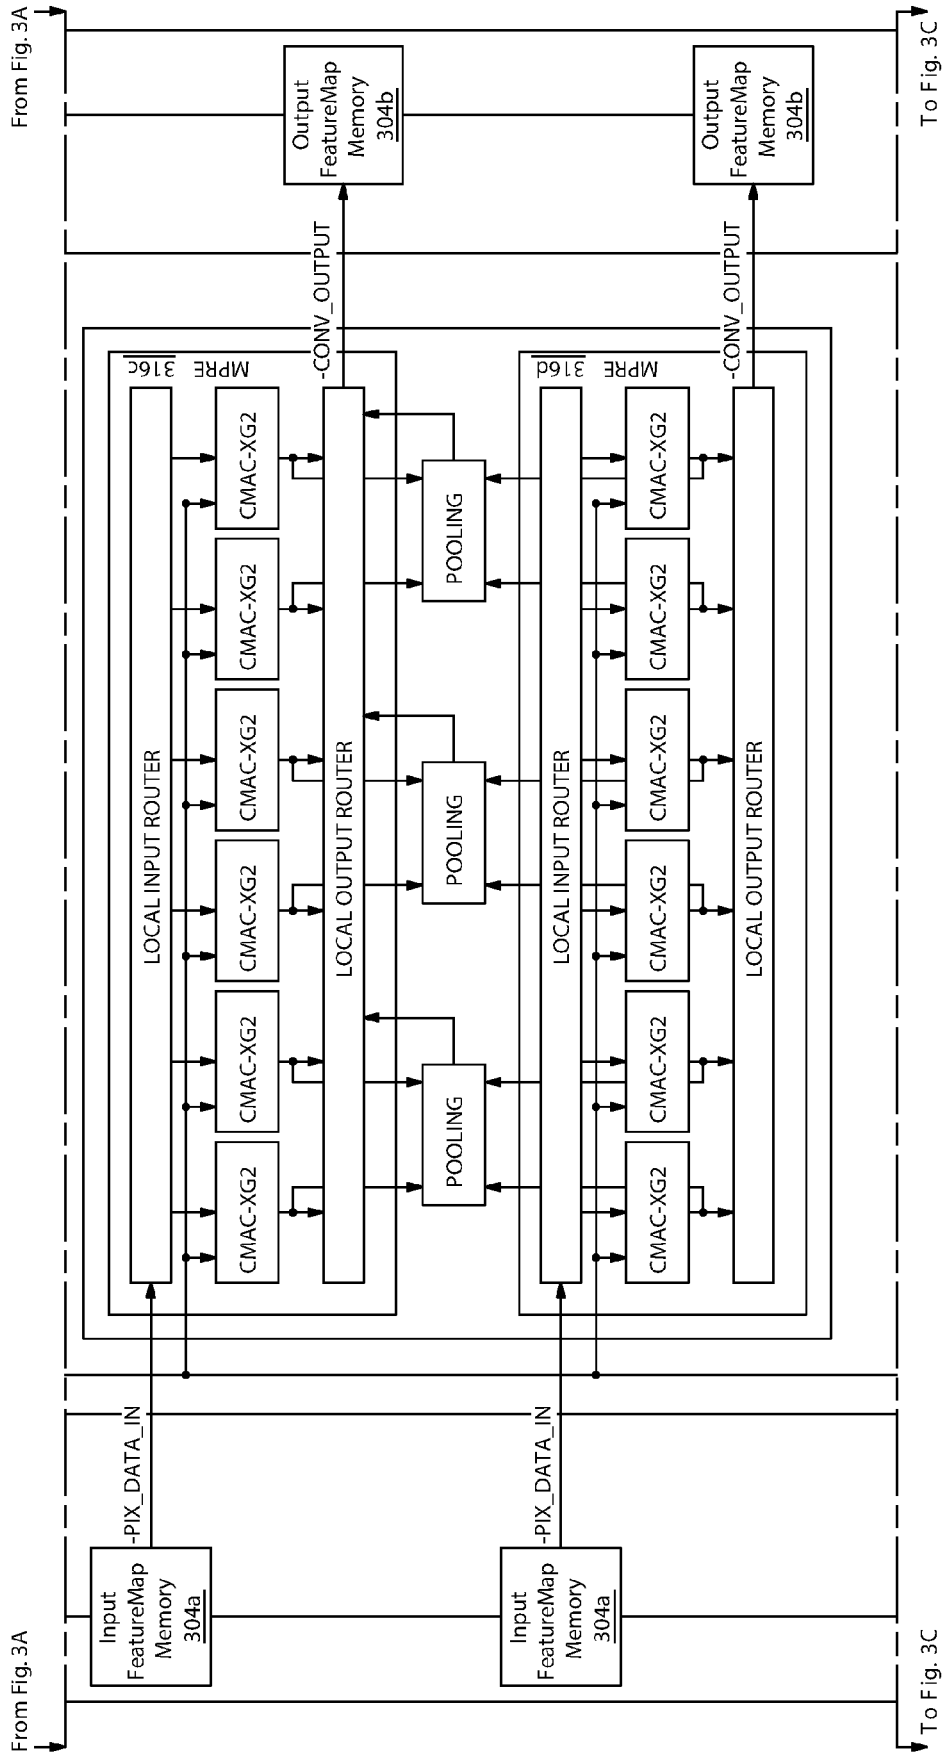 From Fig. 3A
From Fig. 3A
Input
FeatureMap
Memory
304a
-PIX_DATA_IN
316c MPRE
LOCAL INPUT ROUTER
CMAC-XG2
CMAC-XG2
CMAC-XG2
CMAC-XG2
CMAC-XG2
CMAC-XG2
LOCAL OUTPUT ROUTER
-CONV_OUTPUT
Output
FeatureMap
Memory
304b
POOLING
POOLING
POOLING
Input
FeatureMap
Memory
304a
-PIX_DATA_IN
316d MPRE
LOCAL INPUT ROUTER
CMAC-XG2
CMAC-XG2
CMAC-XG2
CMAC-XG2
CMAC-XG2
CMAC-XG2
LOCAL OUTPUT ROUTER
-CONV_OUTPUT
Output
FeatureMap
Memory
304b
To Fig. 3C
To Fig. 3C